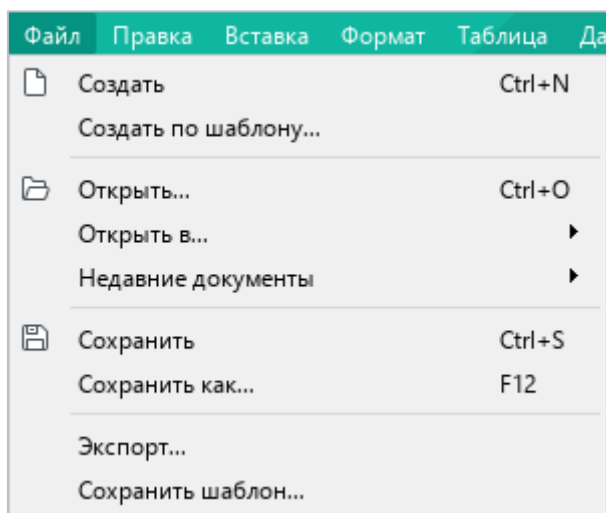 Файл Правка Вставка Формат Таблица Да
Создать Ctrl+N
Создать по шаблону...
Открыть... Ctrl+O
Открыть в...
Недавние документы
Сохранить Ctrl+S
Сохранить как... F12
Экспорт...
Сохранить шаблон...